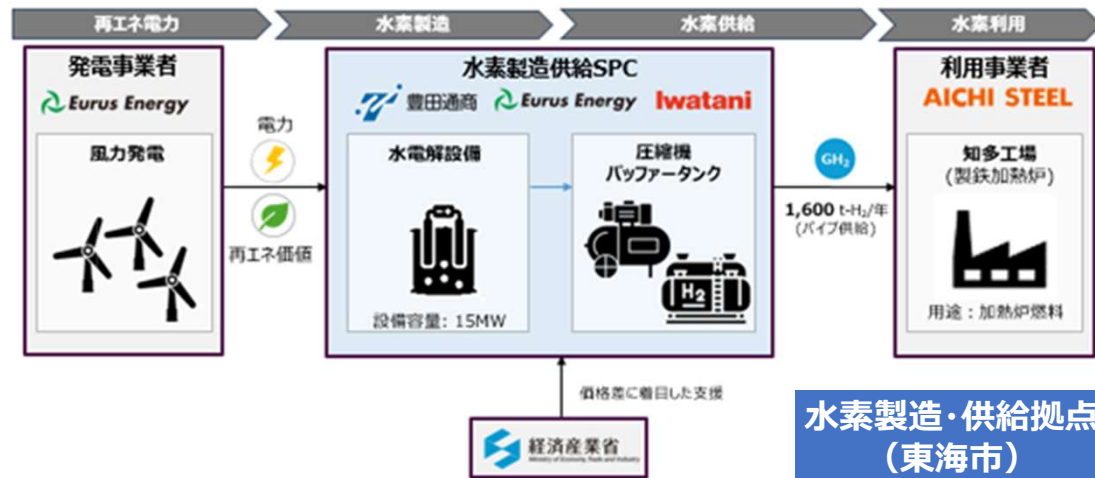 再エネ電力
水素製造
水素供給
水素利用
発電事業者
Eurus Energy
風力発電
電力
再エネ価値
水素製造供給SPC
豊田通商
Eurus Energy
Iwatani
水電解設備
設備容量: 15MW
圧縮機
バッファータンク
H2
GH2
1,600 t-H2/年
(パイプ供給)
利用事業者
AICHI STEEL
知多工場
(製鉄加熱炉)
用途：加熱炉燃料
価格差に着目した支援
経済産業省
Ministry of Economy, Trade and Industry
水素製造・供給拠点
（東海市）